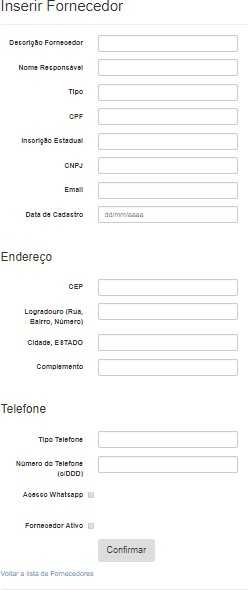 Inserir Fornecedor
Descrição Fornecedor
Nome Responsável
Tipo
CPF
Inscrição Estadual
CNPJ
Email
Data de Cadastro dd/mm/aaaa
Endereço
CEP
Logradouro (Rua,
Bairro, Número)
Cidade, ESTADO
Complemento
Telefone
Tipo Telefone
Número do Telefone
(c/DDD)
Acesso Whatsapp
Fornecedor Ativo
Confirmar
Voltar a lista de Fornecedores